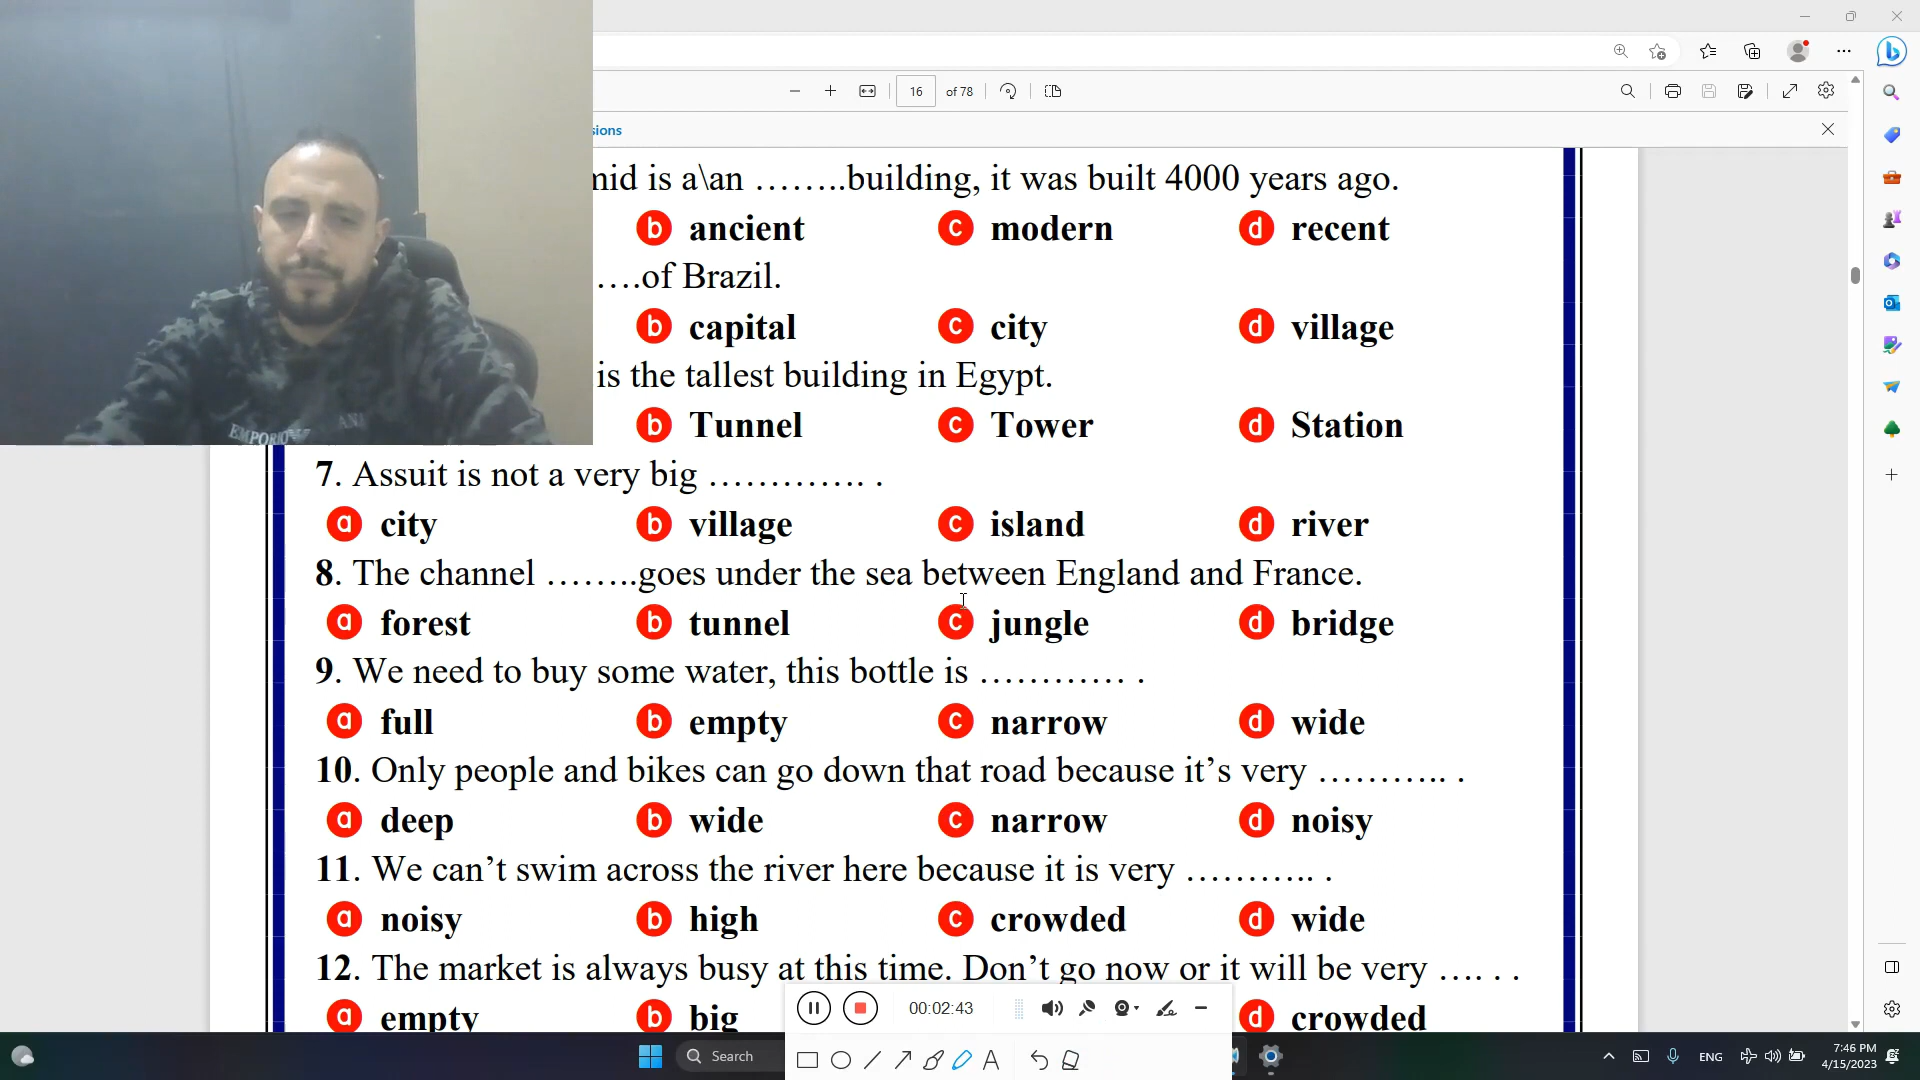 16 of 78
sions
mid is a\an ........building, it was built 4000 years ago.
b ancient c modern d recent
....of Brazil.
b capital c city d village
is the tallest building in Egypt.
b Tunnel c Tower d Station
7. Assuit is not a very big ............. .
a city b village c island d river
8. The channel ........goes under the sea between England and France.
a forest b tunnel c jungle d bridge
9. We need to buy some water, this bottle is ............ .
a full b empty c narrow d wide
10. Only people and bikes can go down that road because it’s very ........... .
a deep b wide c narrow d noisy
11. We can’t swim across the river here because it is very ........... .
a noisy b high c crowded d wide
12. The market is always busy at this time. Don’t go now or it will be very .... . .
a empty b big d crowded
00:02:43
Search
ENG
7:46 PM
4/15/2023
EMPORIO